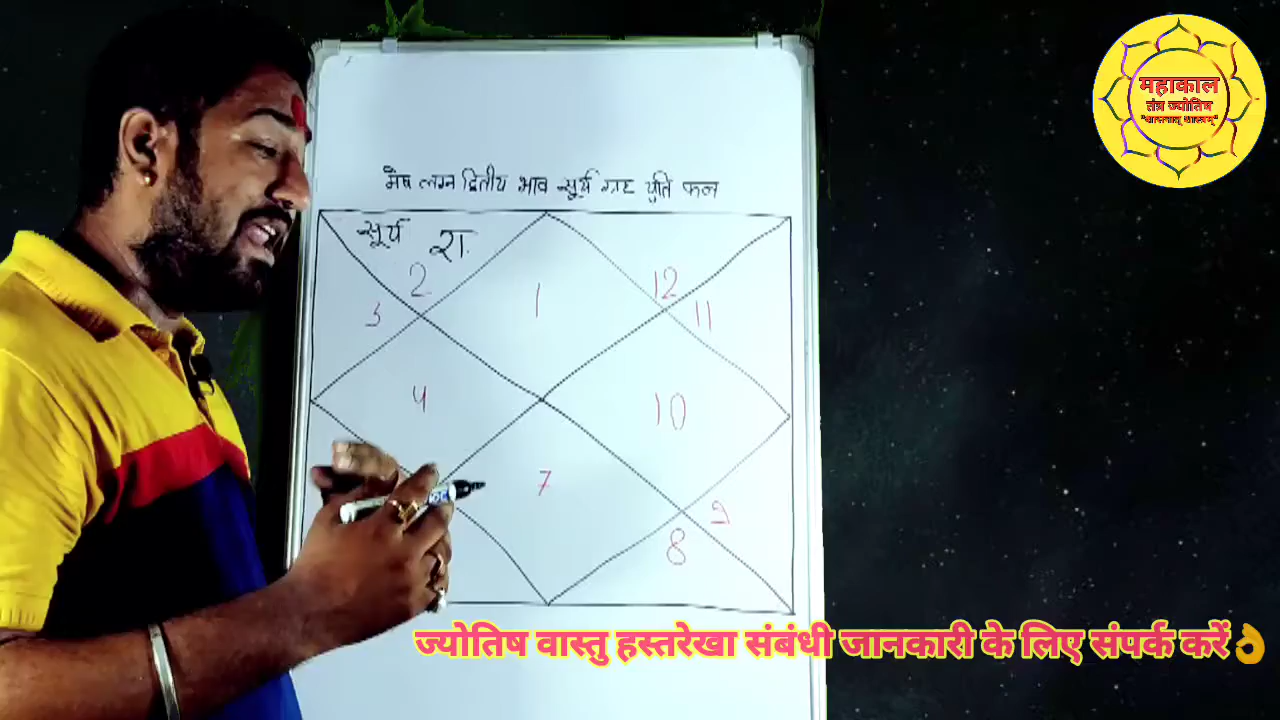 महाकाल
तंत्र ज्योतिष
मेष लग्न द्वितीय भाव सूर्य ग्रह युति फल
सूर्य रा.
2
1
12
3
11
4
10
7
9
8
ज्योतिष वास्तु हस्तरेखा संबंधी जानकारी के लिए संपर्क करें👌